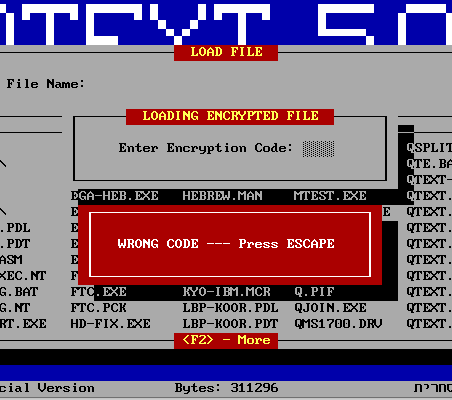 TEXT
LOAD FILE
File Name:
LOADING ENCRYPTED FILE
Enter Encryption Code:
QSPLIT
\ QTE.BA
QTEXT-
EGA-HEB.EXE HEBREW.MAN MTEST.EXE QTEXT.
\ E E QTEXT.
.PDL E QTEXT.
.PDT E WRONG CODE --- Press ESCAPE QTEXT.
ASM E QTEXT.
XEC.NT F QTEXT.
G.BAT FTC.EXE KYO-IBM.MCR Q.PIF QTEXT.
G.NT FTC.PCK LBP-KOOR.PDL QJOIN.EXE QTEXT.
RT.EXE HD-FIX.EXE LBP-KOOR.PDT QMS1700.DRV QTEXT.
<F2> - More
cial Version Bytes: 311296 סחרית